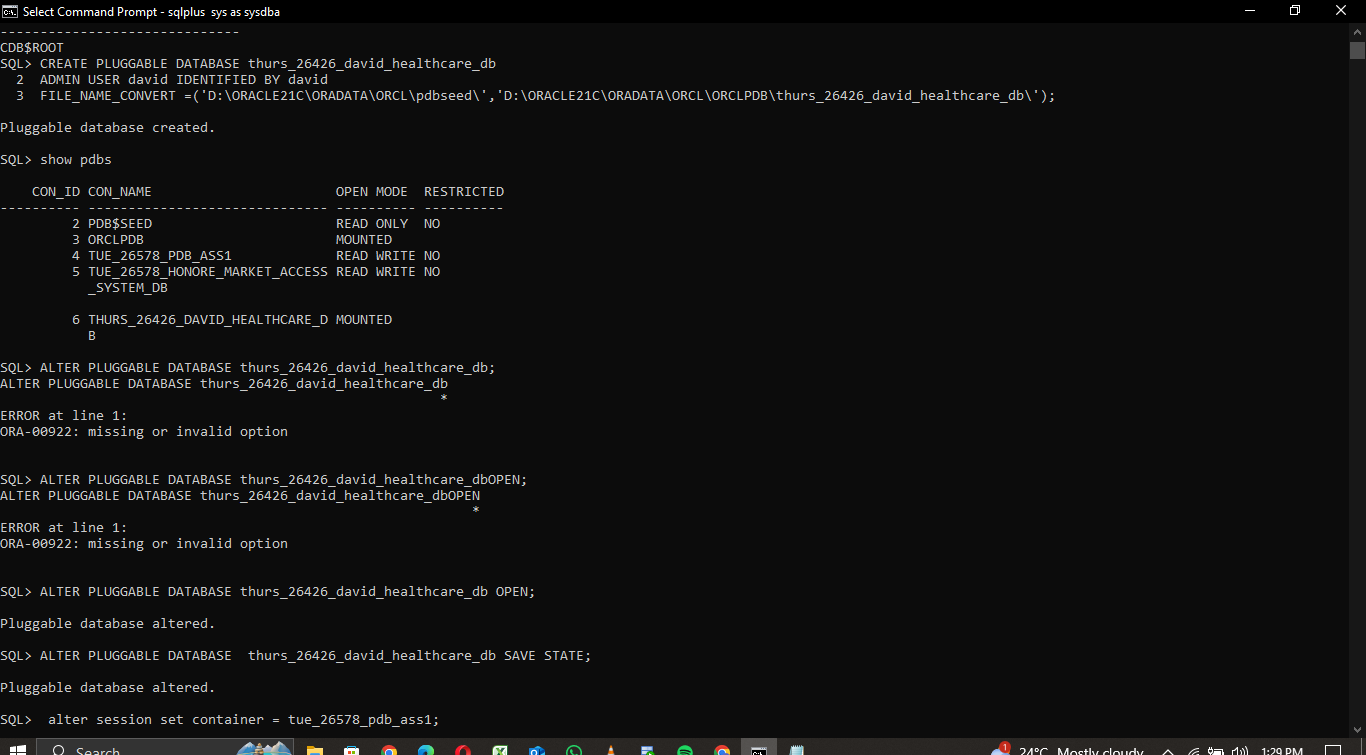 Select Command Prompt - sqlplus  sys as sysdba
------------------------------
CDB$ROOT
SQL> CREATE PLUGGABLE DATABASE thurs_26426_david_healthcare_db
  2  ADMIN USER david IDENTIFIED BY david
  3  FILE_NAME_CONVERT =('D:\ORACLE21C\ORADATA\ORCL\pdbseed\','D:\ORACLE21C\ORADATA\ORCL\ORCLPDB\thurs_26426_david_healthcare_db\');
Pluggable database created.
SQL> show pdbs
    CON_ID CON_NAME                       OPEN MODE  RESTRICTED
---------- ------------------------------ ---------- ----------
         2 PDB$SEED                       READ ONLY  NO
         3 ORCLPDB                        MOUNTED
         4 TUE_26578_PDB_ASS1             READ WRITE NO
         5 TUE_26578_HONORE_MARKET_ACCESS READ WRITE NO
           _SYSTEM_DB
         6 THURS_26426_DAVID_HEALTHCARE_D MOUNTED
           B
SQL> ALTER PLUGGABLE DATABASE thurs_26426_david_healthcare_db;
ALTER PLUGGABLE DATABASE thurs_26426_david_healthcare_db
                                                       *
ERROR at line 1:
ORA-00922: missing or invalid option
SQL> ALTER PLUGGABLE DATABASE thurs_26426_david_healthcare_dbOPEN;
ALTER PLUGGABLE DATABASE thurs_26426_david_healthcare_dbOPEN
                                                           *
ERROR at line 1:
ORA-00922: missing or invalid option
SQL> ALTER PLUGGABLE DATABASE thurs_26426_david_healthcare_db OPEN;
Pluggable database altered.
SQL> ALTER PLUGGABLE DATABASE  thurs_26426_david_healthcare_db SAVE STATE;
Pluggable database altered.
SQL>  alter session set container = tue_26578_pdb_ass1;
Search 1 24°C Mostly cloudy 1:29 PM